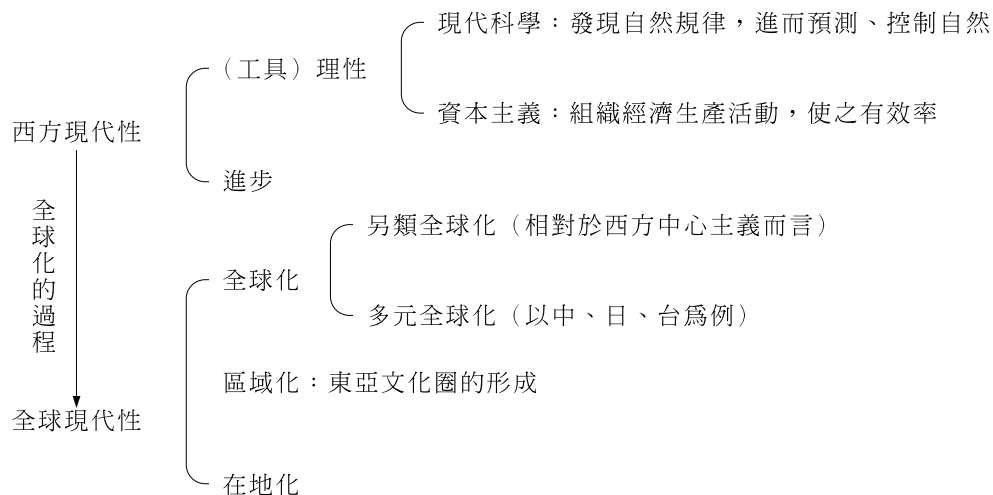 現代科學：發現自然規律，進而預測、控制自然
（工具）理性
資本主義：組織經濟生產活動，使之有效率
西方現代性
進步
全球化的過程
另類全球化（相對於西方中心主義而言）
全球化
多元全球化（以中、日、台爲例）
區域化：東亞文化圈的形成
全球現代性
在地化